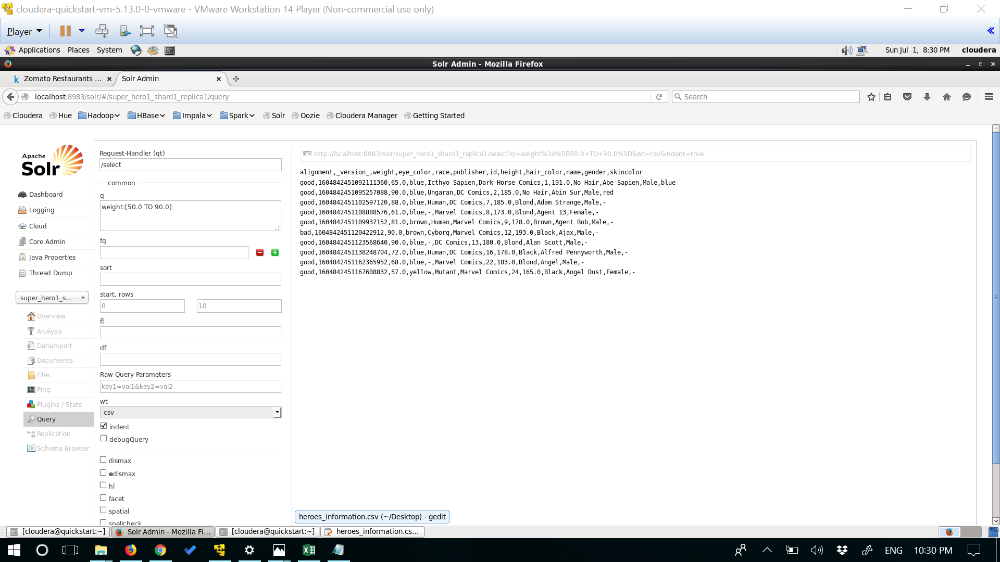 cloudera-quickstart-vm-5.13.0-0-vmware - VMware Workstation 14 Player (Non-commercial use only)
Player
Applications Places System
Sun Jul 1, 8:30 PM cloudera
Solr Admin - Mozilla Firefox
k Zomato Restaurants ...
Solr Admin
localhost:8983/solr/#/super_hero1_shard1_replica1/query
Search
Cloudera Hue Hadoop HBase Impala Spark Solr Oozie Cloudera Manager Getting Started
Apache
Solr
Dashboard
Logging
Cloud
Core Admin
Java Properties
Thread Dump
super_hero1_s...
Overview
Analysis
Dataimport
Documents
Files
Ping
Plugins / Stats
Query
Replication
Schema Browser
Request-Handler (qt)
/select
common
q
weight:[50.0 TO 90.0]
fq
sort
start, rows
0
10
fl
df
Raw Query Parameters
key1=val1&key2=val2
wt
csv
indent
debugQuery
dismax
edismax
hl
facet
spatial
spellcheck
http://localhost:8983/solr/super_hero1_shard1_replica1/select?q=weight%3A%5B50.0+TO+90.0%5D&wt=csv&indent=true
alignment,_version_,weight,eye_color,race,publisher,id,height,hair_color,name,gender,skincolor
good,1604842451092111360,65.0,blue,Icthyo Sapien,Dark Horse Comics,1,191.0,No Hair,Abe Sapien,Male,blue
good,1604842451095257088,90.0,blue,Ungaran,DC Comics,2,185.0,No Hair,Abin Sur,Male,red
good,1604842451102597120,88.0,blue,Human,DC Comics,7,185.0,Blond,Adam Strange,Male,-
good,1604842451108888576,61.0,blue,-,Marvel Comics,8,173.0,Blond,Agent 13,Female,-
good,1604842451109937152,81.0,brown,Human,Marvel Comics,9,178.0,Brown,Agent Bob,Male,-
bad,1604842451120422912,90.0,brown,Cyborg,Marvel Comics,12,193.0,Black,Ajax,Male,-
good,1604842451123568640,90.0,blue,-,DC Comics,13,180.0,Blond,Alan Scott,Male,-
good,1604842451138248704,72.0,blue,Human,DC Comics,16,178.0,Black,Alfred Pennyworth,Male,-
good,1604842451162365952,68.0,blue,-,Marvel Comics,22,183.0,Blond,Angel,Male,-
good,1604842451167608832,57.0,yellow,Mutant,Marvel Comics,24,165.0,Black,Angel Dust,Female,-
heroes_information.csv (~/Desktop) - gedit
[cloudera@quickstart:~]
Solr Admin - Mozilla Fi...
[cloudera@quickstart:~]
heroes_information.cs...
ENG 10:30 PM